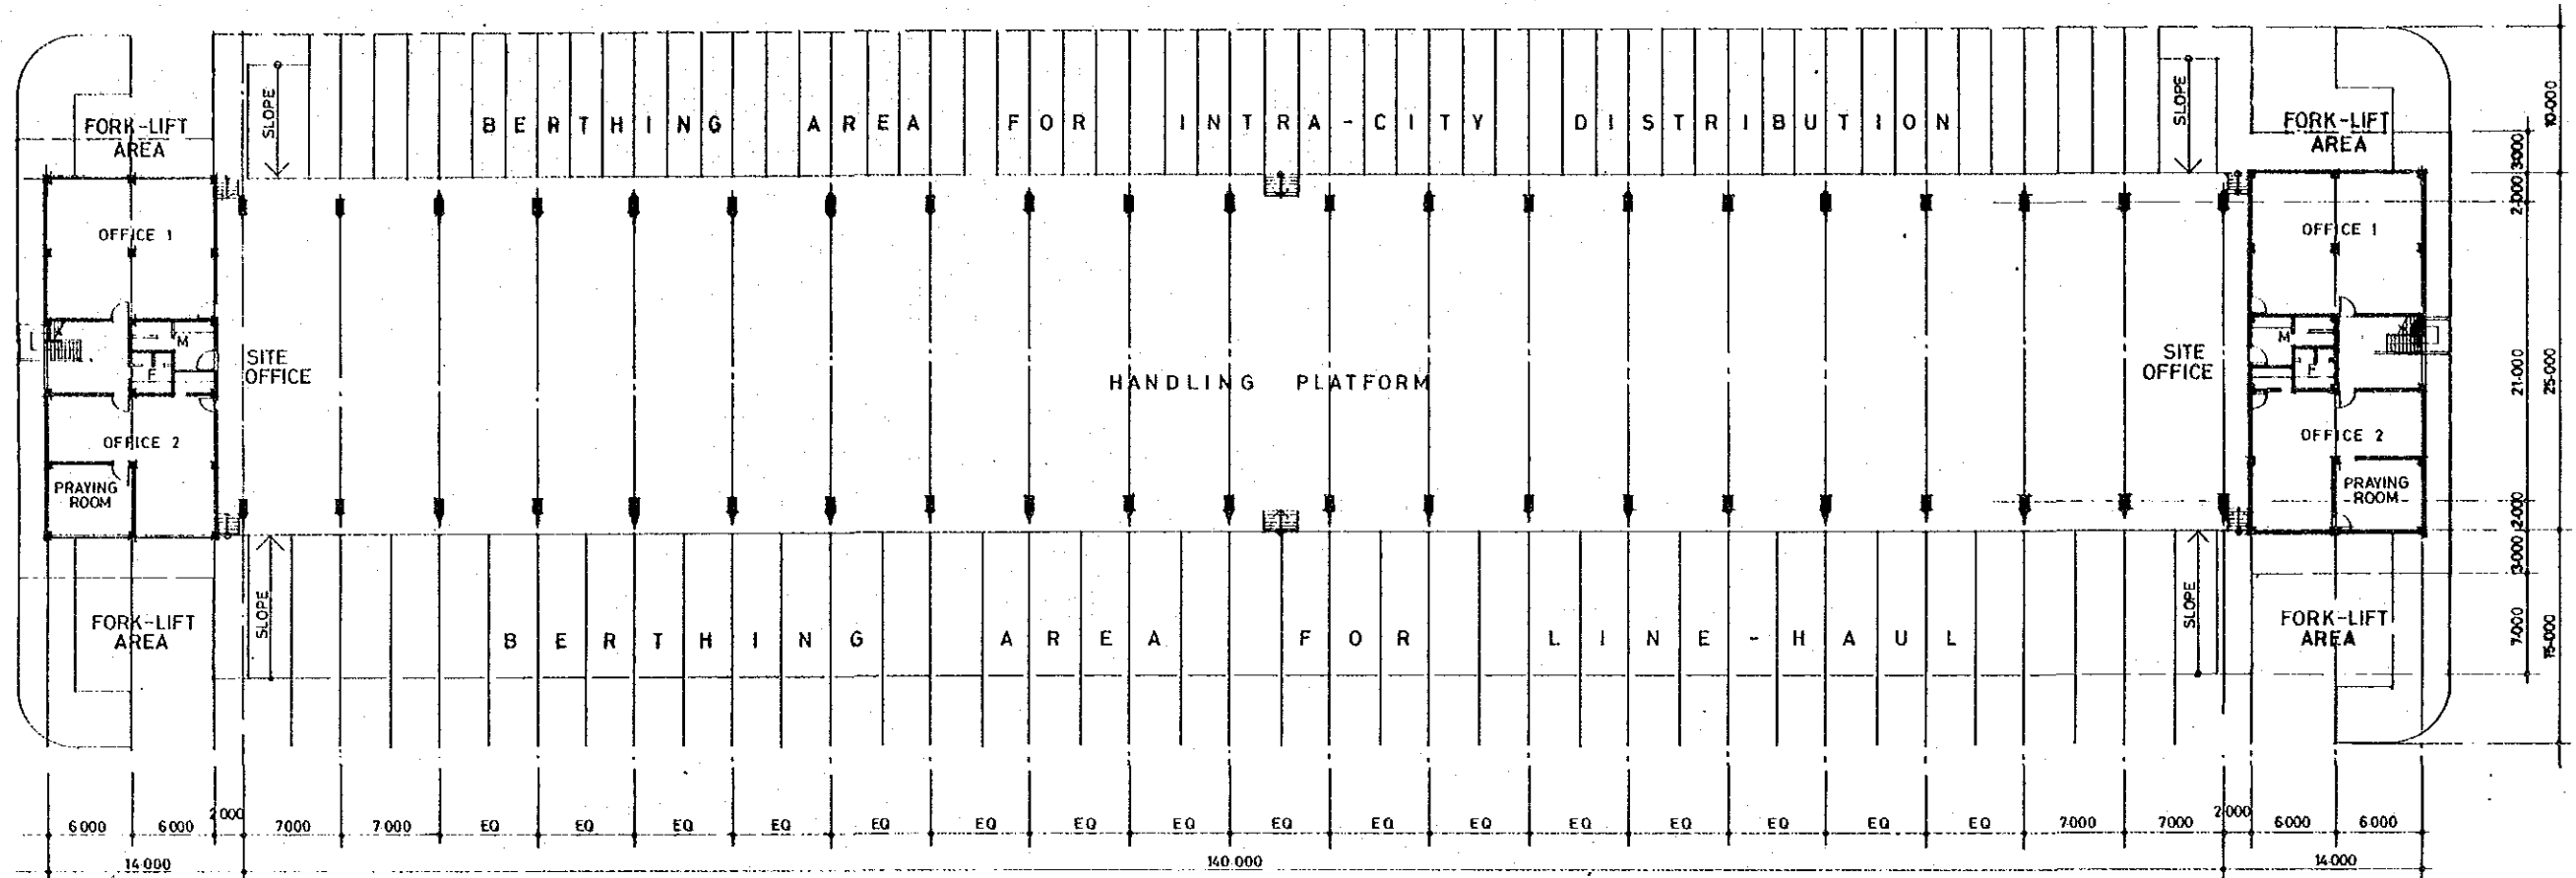 BERTHING AREA FOR INTRA-CITY DISTRIBUTION
SLOPE
SLOPE
FORK-LIFT
AREA
FORK-LIFT
AREA
10·000
3·000
2·000
OFFICE 1
OFFICE 1
M
F
L
SITE
OFFICE
HANDLING PLATFORM
SITE
OFFICE
M
F
21·000
25·000
OFFICE 2
OFFICE 2
PRAYING
ROOM
PRAYING
ROOM
2·000
3·000
SLOPE
SLOPE
FORK-LIFT
AREA
BERTHING AREA FOR LINE-HAUL
FORK-LIFT
AREA
7·000
15·000
6000 6000 2000 7000 7000 EQ EQ EQ EQ EQ EQ EQ EQ EQ EQ EQ EQ EQ EQ EQ EQ 7000 7000 2000 6000 6000
14·000 140·000 14·000